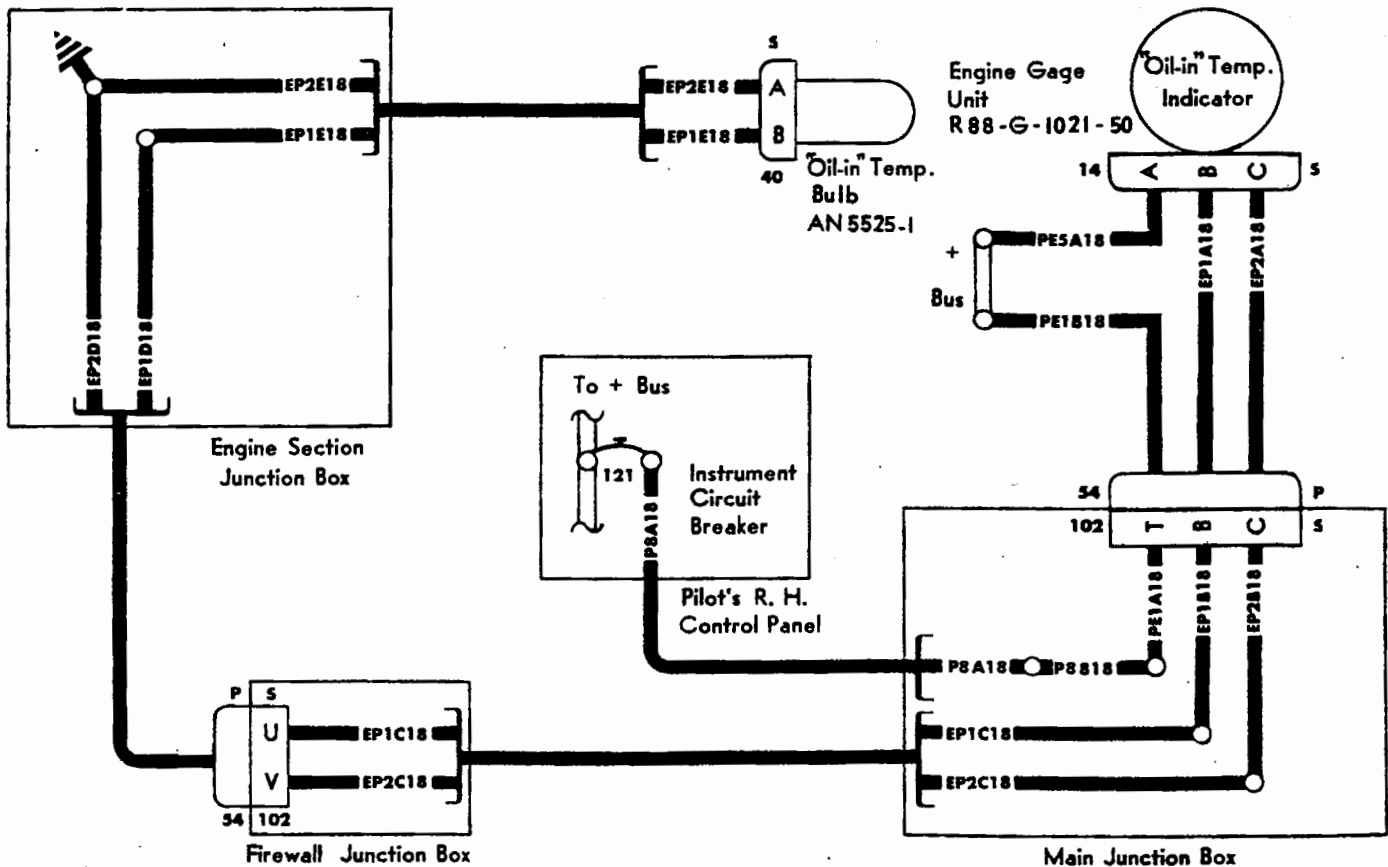 EP2E18
EP1E18
EP2D18
EP1D18
Engine Section
Junction Box
S
EP2E18
A
EP1E18
B
40
"Oil-in" Temp.
Bulb
AN 5525-1
Engine Gage
Unit
R 88-G-1021-50
"Oil-in" Temp.
Indicator
14
A
B
C
S
PE5A18
+
Bus
PE1B18
EP1A18
EP2A18
To + Bus
121
Instrument
Circuit
Breaker
P8A18
Pilot's R. H.
Control Panel
54
P
102
T
B
C
S
PE1A18
EP1B18
EP2B18
P8A18
P8B18
EP1C18
EP2C18
Main Junction Box
P
S
U
EP1C18
V
EP2C18
54
102
Firewall Junction Box